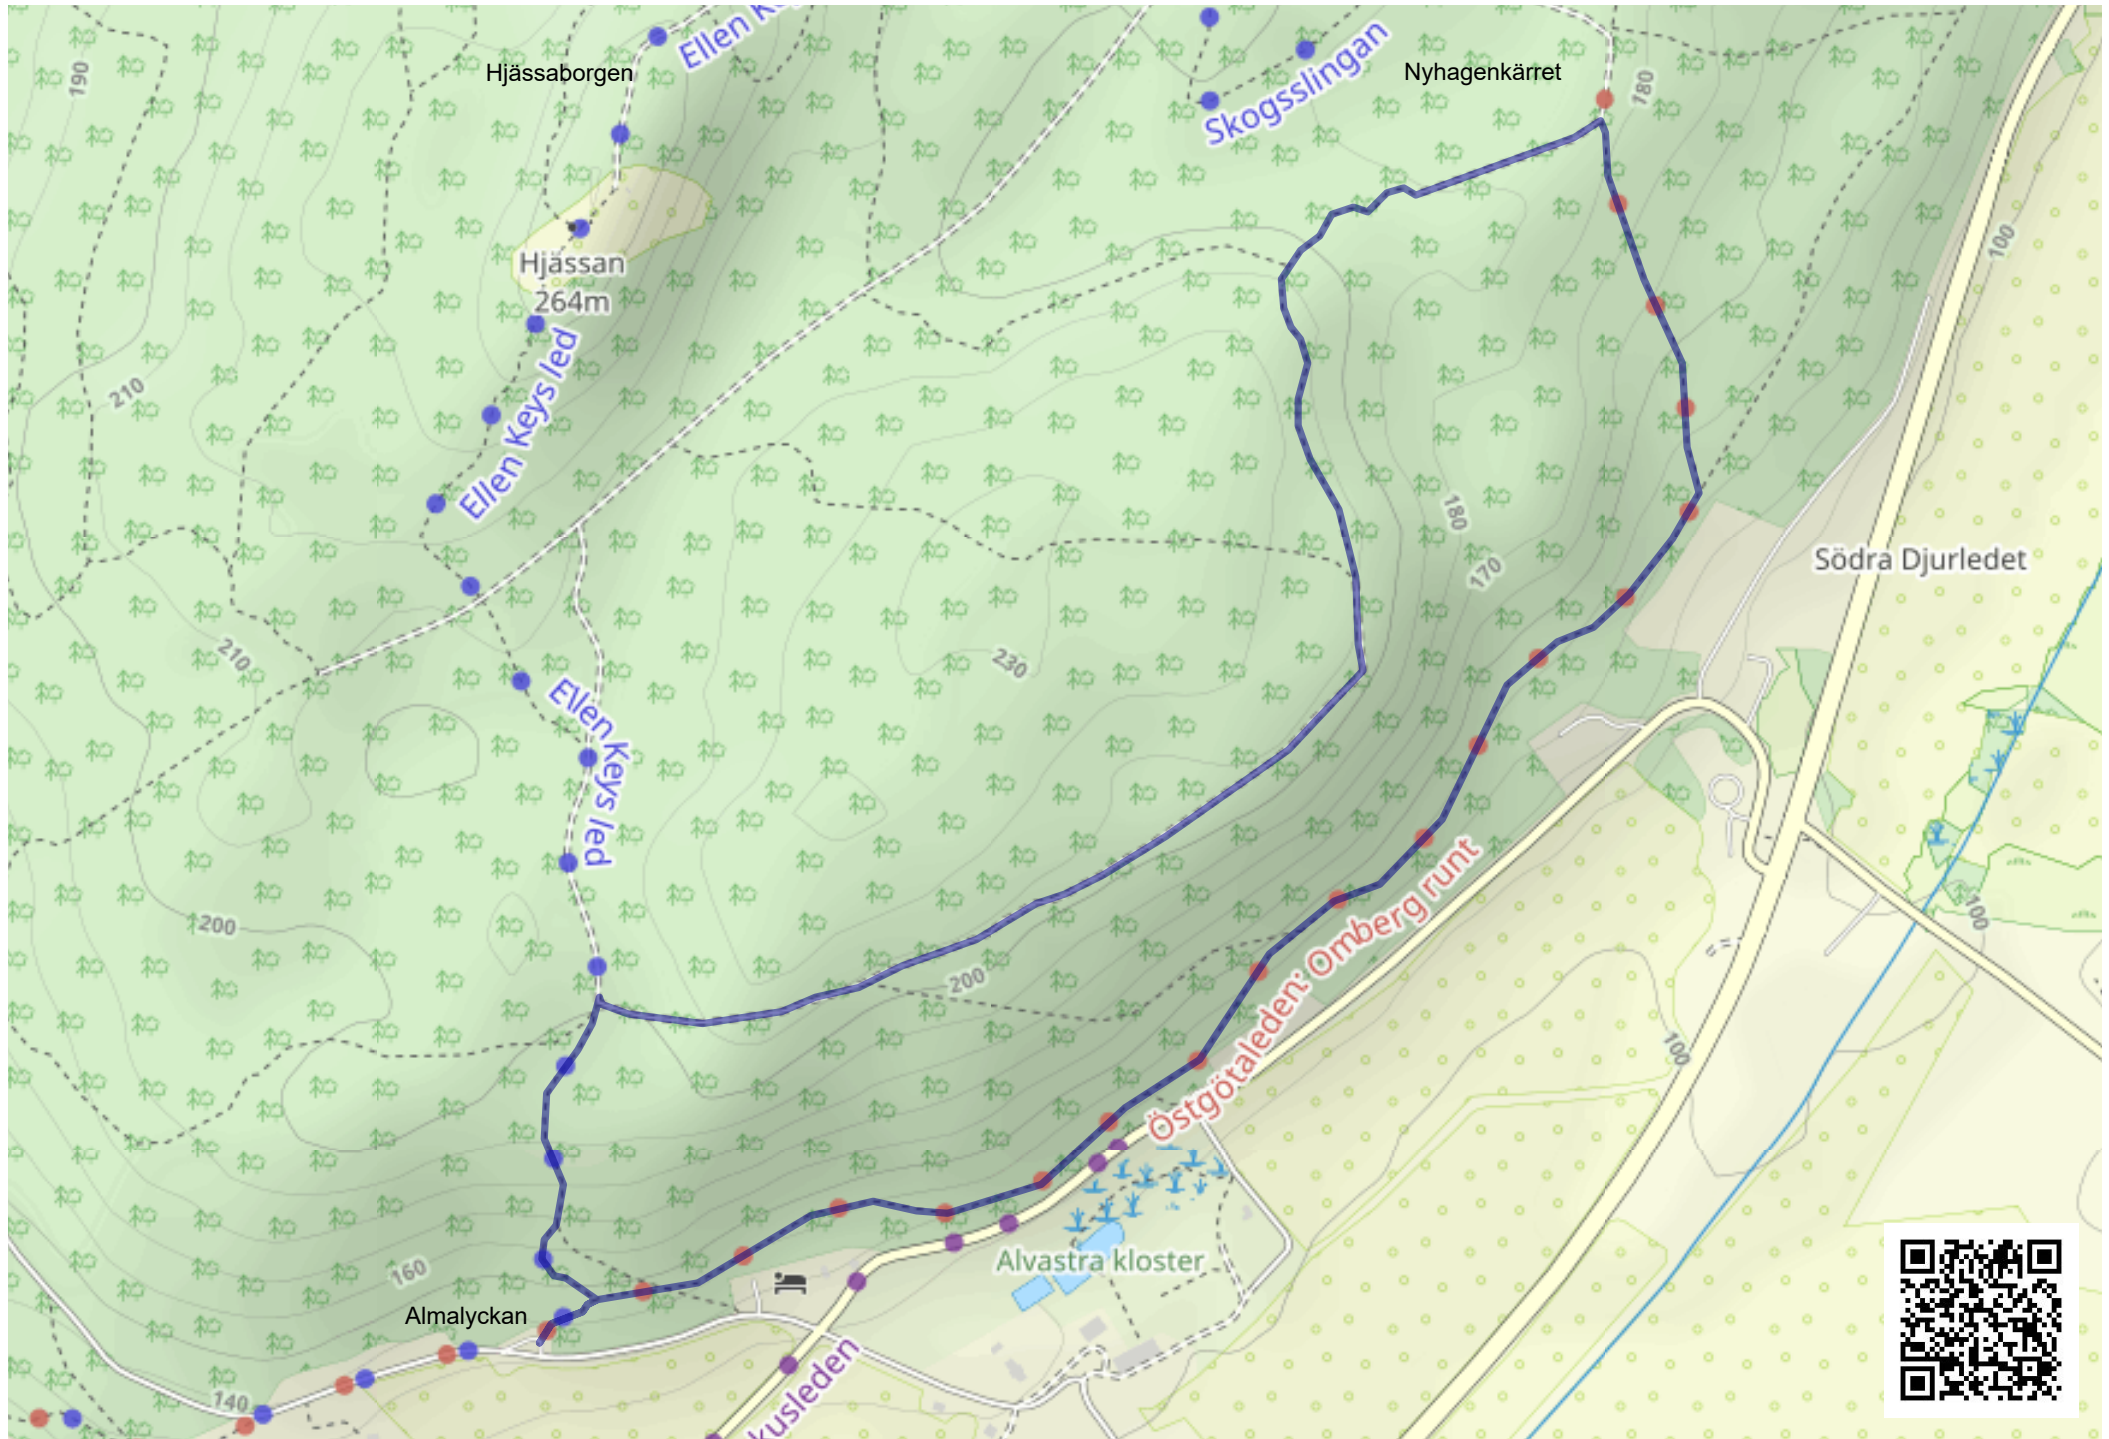 Ellen K
Hjässaborgen
Skogsslingan
Nyhagenkärret
190
180
100
Hjässan
264m
Ellen Keys led
210
180
170
Södra Djurledet
210
230
Ellen Keys led
200
200
100
100
Östgötaleden: Omberg runt
Alvastra kloster
160
Almalyckan
140
kusleden